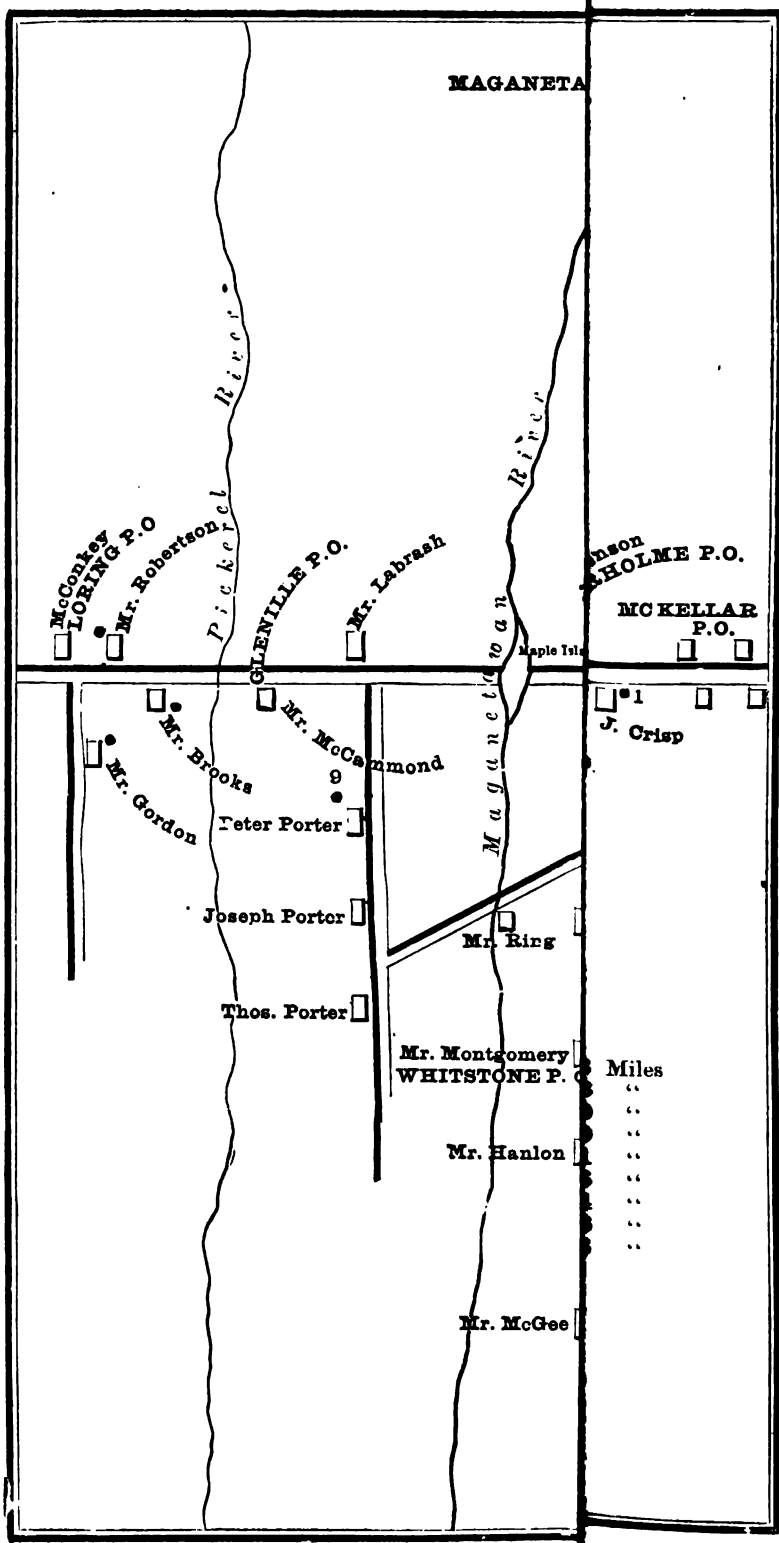 MAGANETA
Pickerel River
Maganetawan River
McConkey
LORING P.O
Mr. Robertson
GLENILLE P.O.
Mr. Labrash
nson
HOLME P.O.
MCKELLAR
P.O.
Maple Isl
Mr. Brooks
Mr. McCammond
1
J. Crisp
Mr. Gordon
9
Peter Porter
Joseph Porter
Mr. Ring
Thos. Porter
Mr. Montgomery
WHITSTONE P.
Miles
“
“
Mr. Hanlon
“
“
“
“
“
“
Mr. McGee